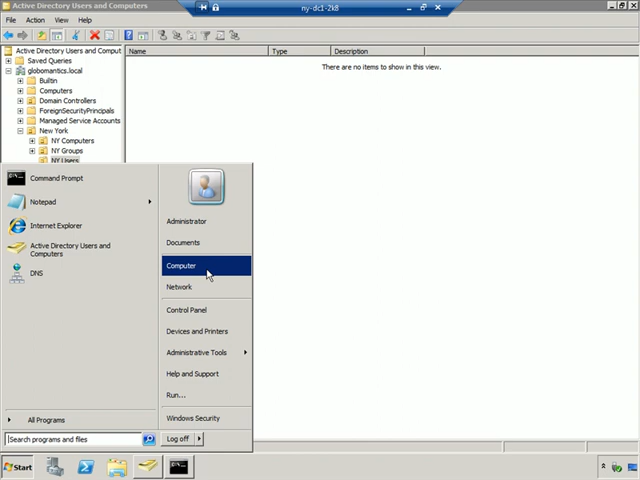 Active Directory Users and Computers
ny-dc1-2k8
File Action View Help
Active Directory Users and Comput
Name Type Description
Saved Queries
There are no items to show in this view.
globomantics.local
Builtin
Computers
Domain Controllers
ForeignSecurityPrincipals
Managed Service Accounts
New York
NY Computers
NY Groups
NY Users
Command Prompt
Notepad
Internet Explorer
Active Directory Users and
Computers
DNS
All Programs
Search programs and files
Administrator
Documents
Computer
Network
Control Panel
Devices and Printers
Administrative Tools
Help and Support
Run...
Windows Security
Log off
Start